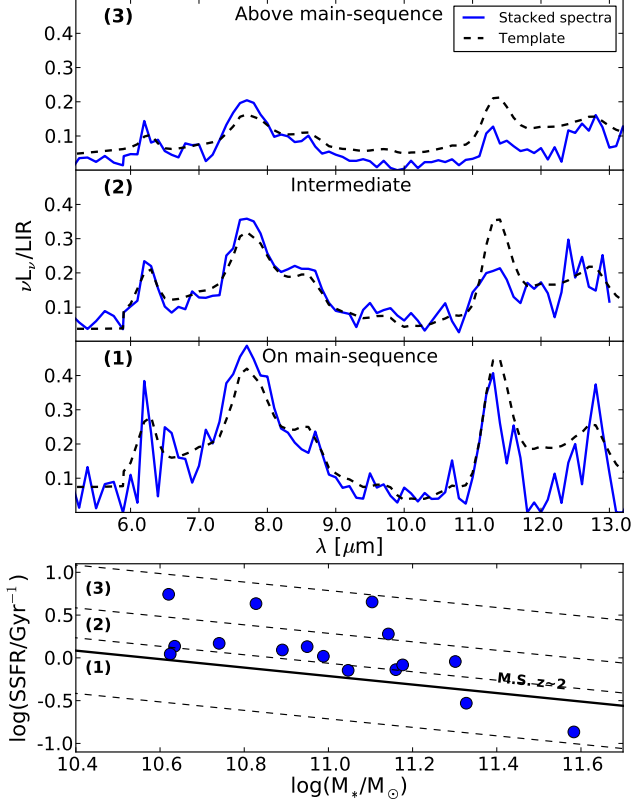 (3)
Above main-sequence
Stacked spectra
Template
0.4
0.3
0.2
0.1
(2)
Intermediate
0.4
0.3
0.2
0.1
νLν/LIR
(1)
On main-sequence
0.4
0.3
0.2
0.1
6.0 7.0 8.0 9.0 10.0 11.0 12.0 13.0
λ [μm]
1.0
0.5
0.0
-0.5
-1.0
log(SSFR/Gyr⁻¹)
(3)
(2)
(1)
M.S. z~2
10.4 10.6 10.8 11.0 11.2 11.4 11.6
log(M*/M☉)